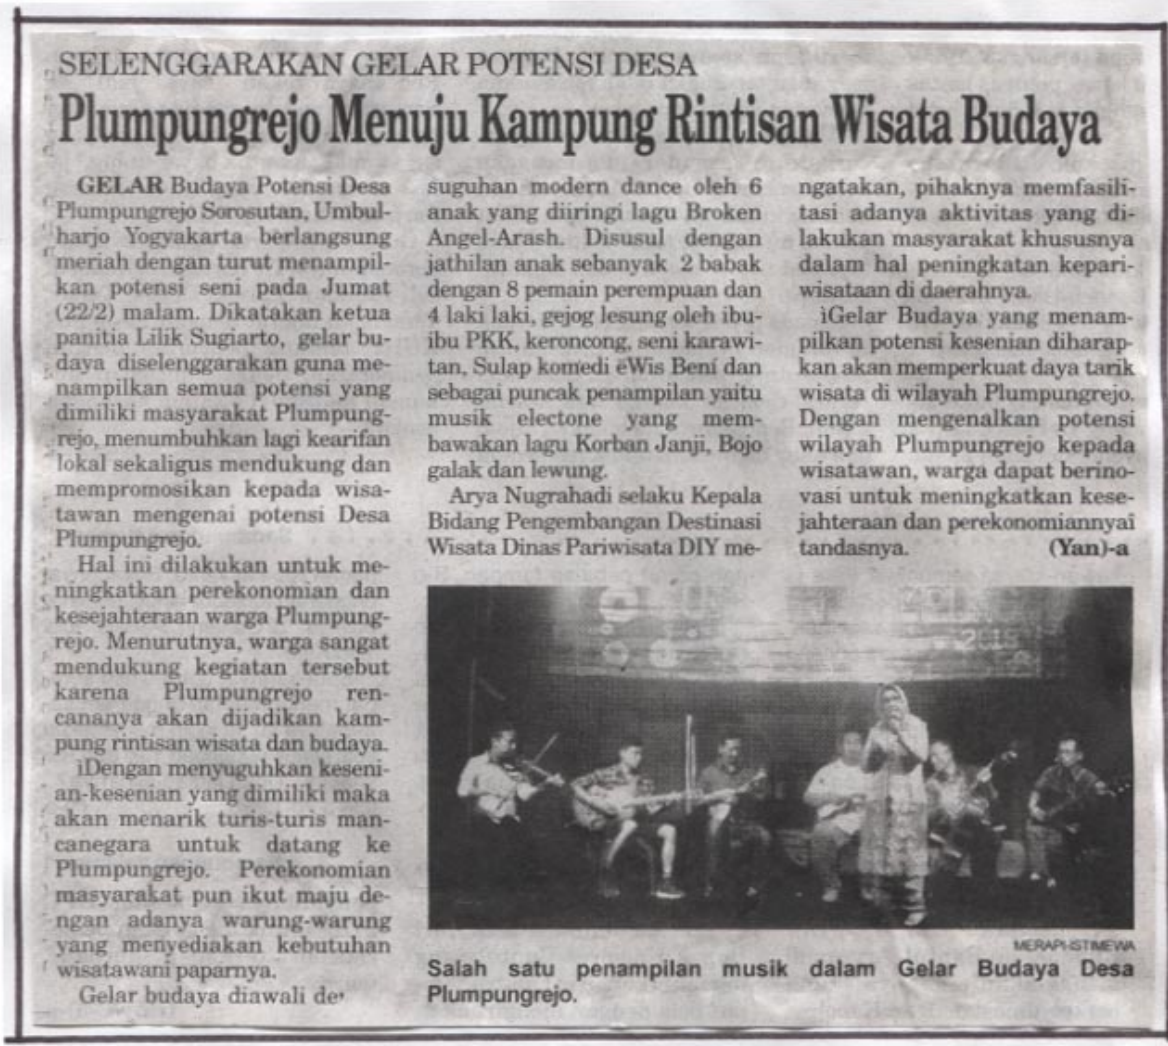 SELENGGARAKAN GELAR POTENSI DESA
Plumpungrejo Menuju Kampung Rintisan Wisata Budaya
GELAR Budaya Potensi Desa
Plumpungrejo Sorosutan, Umbul-
harjo Yogyakarta berlangsung
meriah dengan turut menampil-
kan potensi seni pada Jumat
(22/2) malam. Dikatakan ketua
panitia Lilik Sugiarto, gelar bu-
daya diselenggarakan guna me-
nampilkan semua potensi yang
dimiliki masyarakat Plumpung-
rejo, menumbuhkan lagi kearifan
lokal sekaligus mendukung dan
mempromosikan kepada wisa-
tawan mengenai potensi Desa
Plumpungrejo.
Hal ini dilakukan untuk me-
ningkatkan perekonomian dan
kesejahteraan warga Plumpung-
rejo. Menurutnya, warga sangat
mendukung kegiatan tersebut
karena Plumpungrejo ren-
cananya akan dijadikan kam-
pung rintisan wisata dan budaya.
ìDengan menyuguhkan keseni-
an-kesenian yang dimiliki maka
akan menarik turis-turis man-
canegara untuk datang ke
Plumpungrejo. Perekonomian
masyarakat pun ikut maju de-
ngan adanya warung-warung
yang menyediakan kebutuhan
wisatawanî paparnya.
Gelar budaya diawali de
suguhan modern dance oleh 6
anak yang diiringi lagu Broken
Angel-Arash. Disusul dengan
jathilan anak sebanyak 2 babak
dengan 8 pemain perempuan dan
4 laki laki, gejog lesung oleh ibu-
ibu PKK, keroncong, seni karawi-
tan, Sulap komedi ëWis Bení dan
sebagai puncak penampilan yaitu
musik electone yang mem-
bawakan lagu Korban Janji, Bojo
galak dan lewung.
Arya Nugrahadi selaku Kepala
Bidang Pengembangan Destinasi
Wisata Dinas Pariwisata DIY me-
ngatakan, pihaknya memfasili-
tasi adanya aktivitas yang di-
lakukan masyarakat khususnya
dalam hal peningkatan kepari-
wisataan di daerahnya.
ìGelar Budaya yang menam-
pilkan potensi kesenian diharap-
kan akan memperkuat daya tarik
wisata di wilayah Plumpungrejo.
Dengan mengenalkan potensi
wilayah Plumpungrejo kepada
wisatawan, warga dapat berino-
vasi untuk meningkatkan kese-
jahteraan dan perekonomiannyaî
tandasnya. (Yan)-a
MERAPI-ISTIMEWA
Salah satu penampilan musik dalam Gelar Budaya Desa
Plumpungrejo.